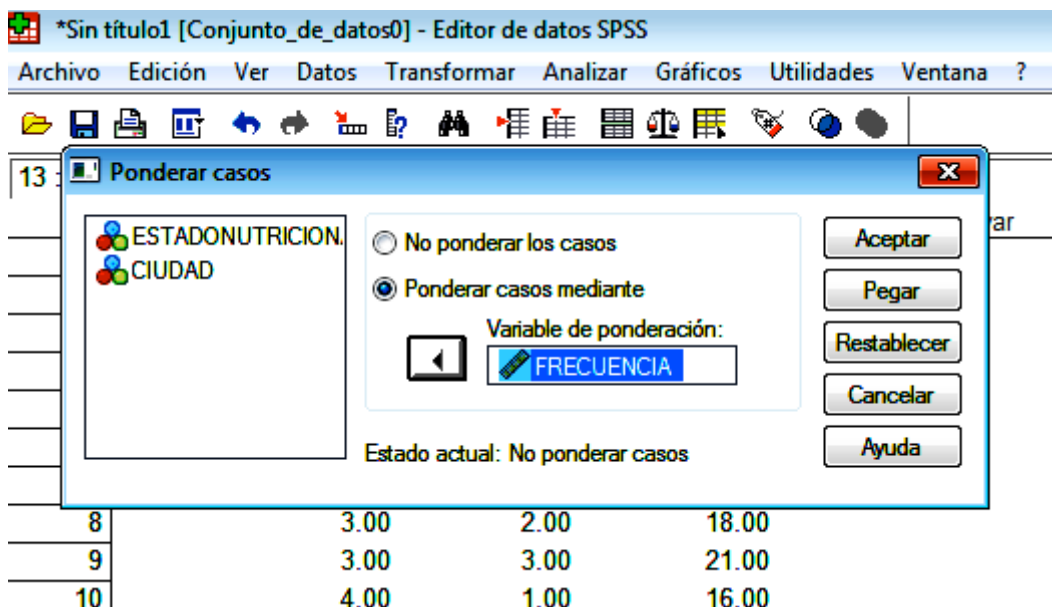 *Sin título1 [Conjunto_de_datos0] - Editor de datos SPSS
Archivo Edición Ver Datos Transformar Analizar Gráficos Utilidades Ventana ?
13
Ponderar casos
var
ESTADONUTRICION.
CIUDAD
No ponderar los casos
Ponderar casos mediante
Variable de ponderación:
FRECUENCIA
Estado actual: No ponderar casos
Aceptar
Pegar
Restablecer
Cancelar
Ayuda
8 3.00 2.00 18.00
9 3.00 3.00 21.00
10 4.00 1.00 16.00